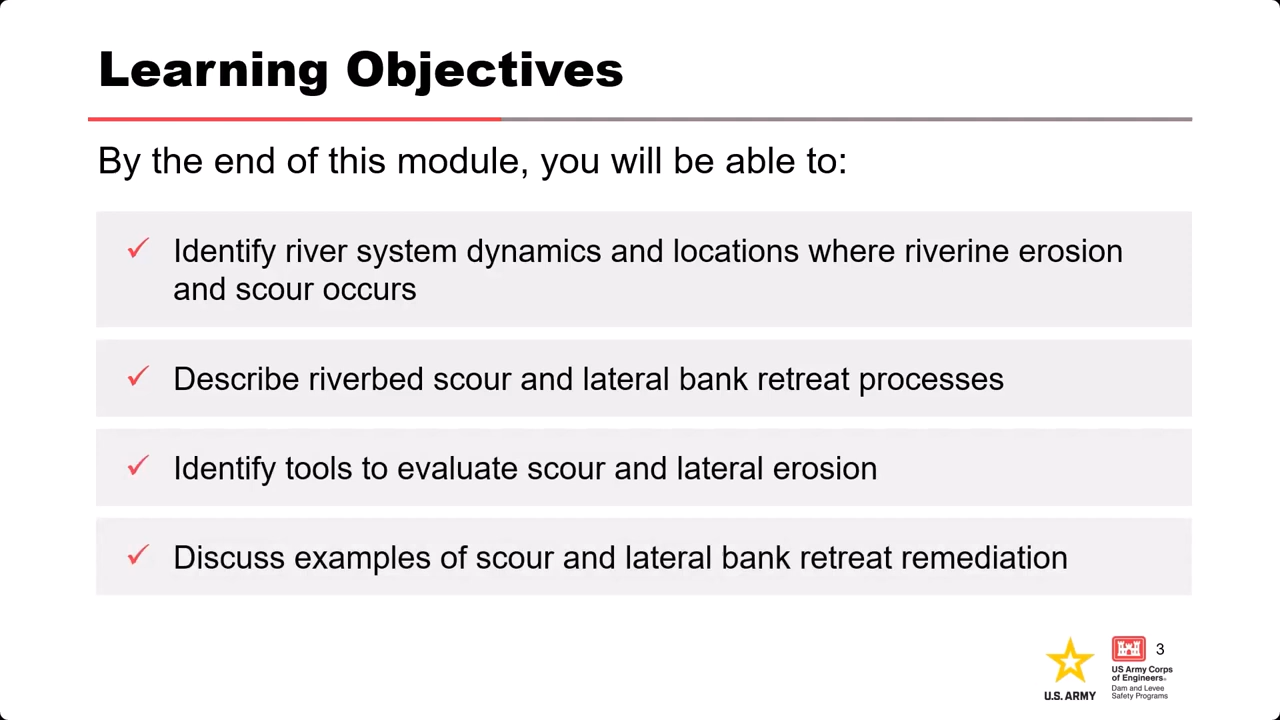 Learning Objectives
By the end of this module, you will be able to:
✓ Identify river system dynamics and locations where riverine erosion
and scour occurs
✓ Describe riverbed scour and lateral bank retreat processes
✓ Identify tools to evaluate scour and lateral erosion
✓ Discuss examples of scour and lateral bank retreat remediation
3
U.S. ARMY
US Army Corps
of Engineers®
Dam and Levee
Safety Programs